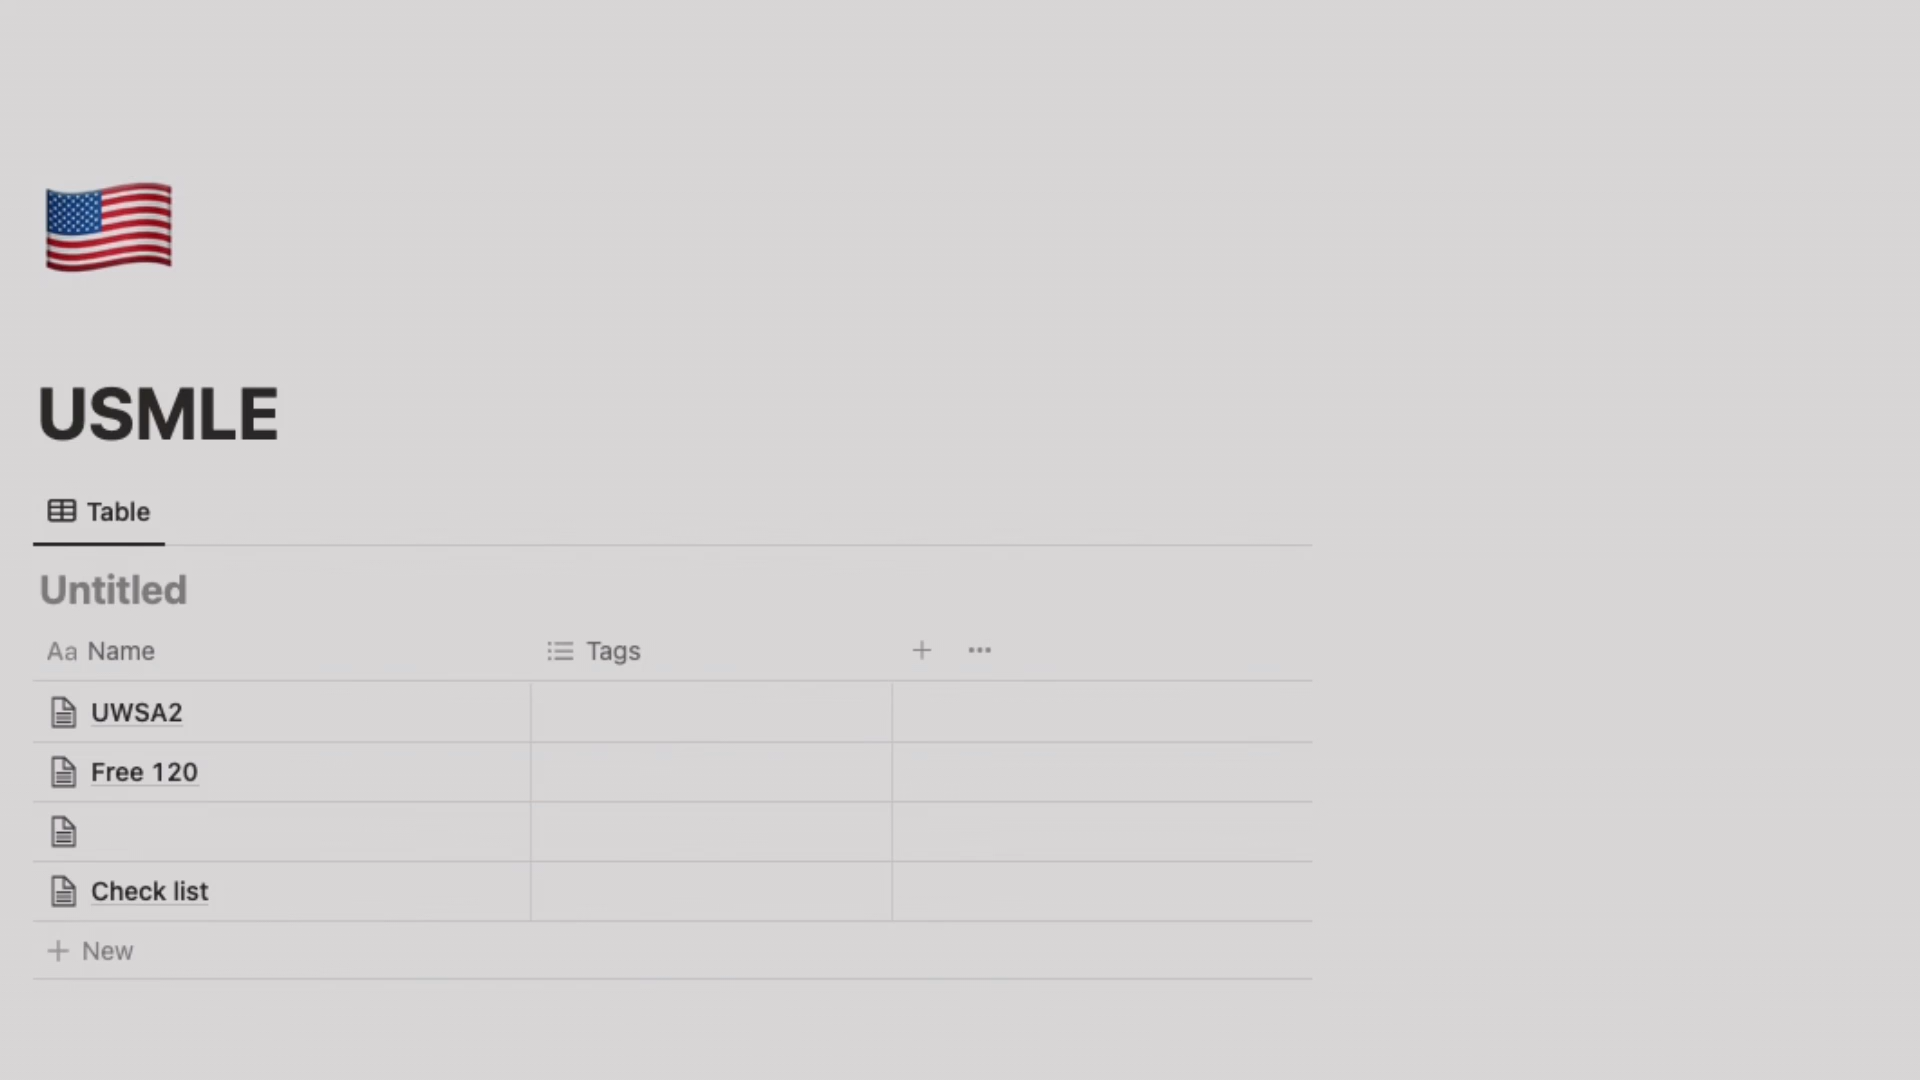 USMLE
Table
Untitled
Aa Name Tags
UWSA2
Free 120
Check list
+ New